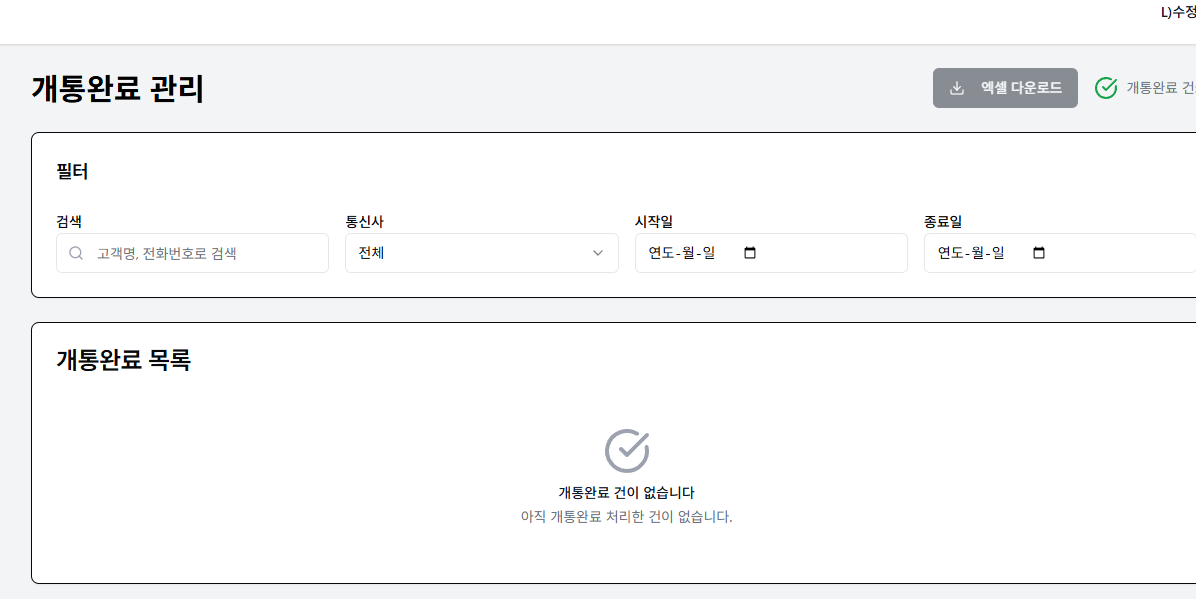 L)수정
개통완료 관리
엑셀 다운로드
개통완료 건
필터
검색
통신사
시작일
종료일
고객명, 전화번호로 검색
전체
연도-월-일
연도-월-일
개통완료 목록
개통완료 건이 없습니다
아직 개통완료 처리한 건이 없습니다.